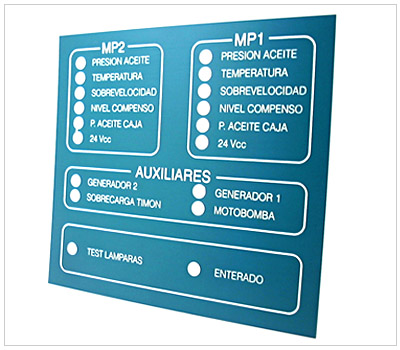 MP2
PRESION ACEITE
TEMPERATURA
SOBREVELOCIDAD
NIVEL COMPENSO
P. ACEITE CAJA
24 Vcc
MP1
PRESION ACEITE
TEMPERATURA
SOBREVELOCIDAD
NIVEL COMPENSO
P. ACEITE CAJA
24 Vcc
AUXILIARES
GENERADOR 2
GENERADOR 1
SOBRECARGA TIMON
MOTOBOMBA
TEST LAMPARAS
ENTERADO